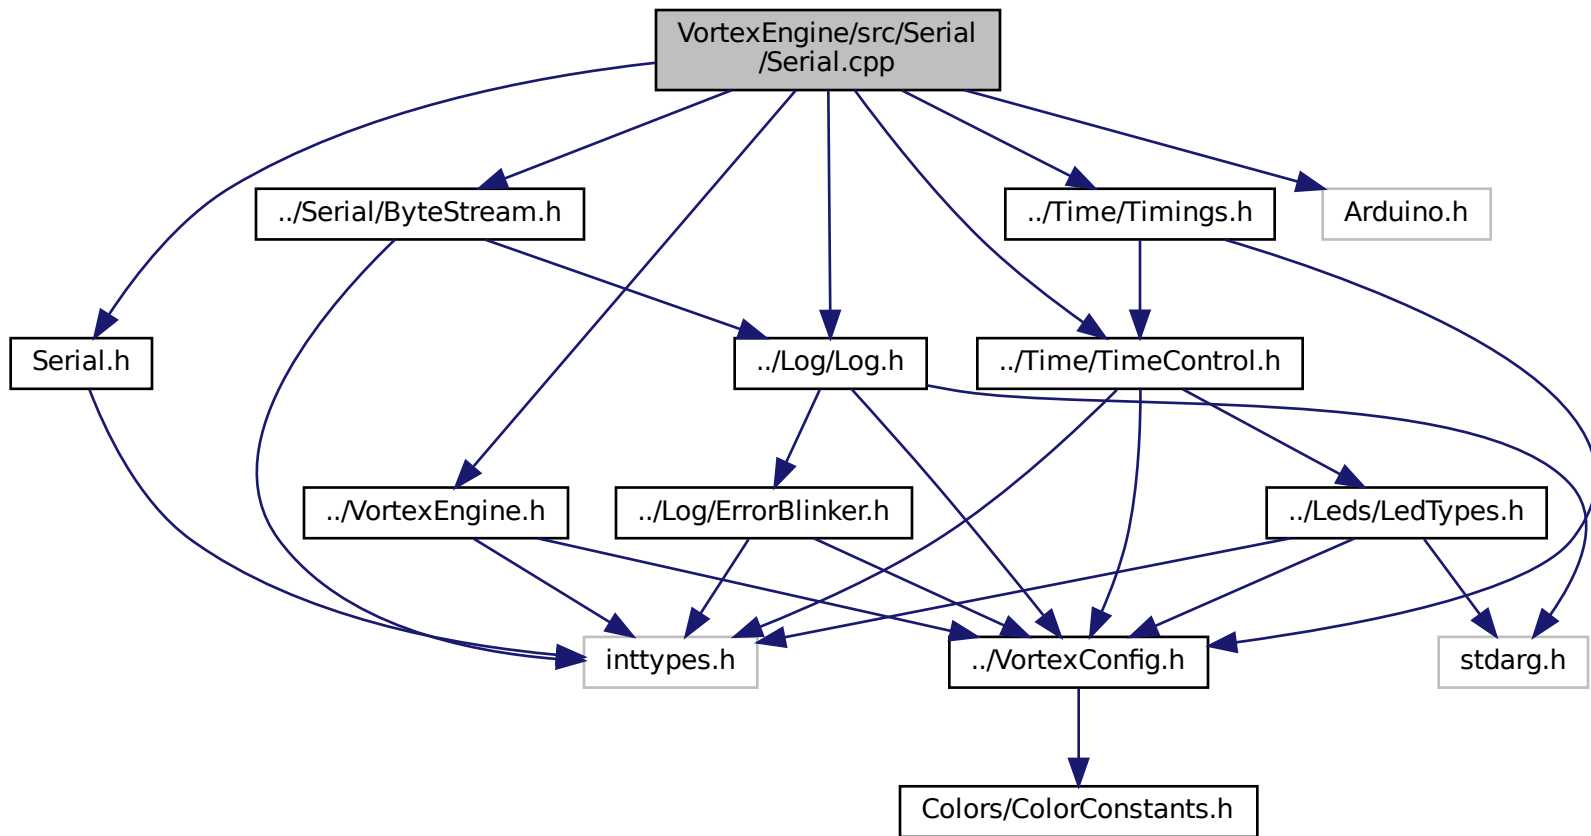 VortexEngine/src/Serial
/Serial.cpp
../Serial/ByteStream.h
../Time/Timings.h
Arduino.h
Serial.h
../Log/Log.h
../Time/TimeControl.h
../VortexEngine.h
../Log/ErrorBlinker.h
../Leds/LedTypes.h
inttypes.h
../VortexConfig.h
stdarg.h
Colors/ColorConstants.h